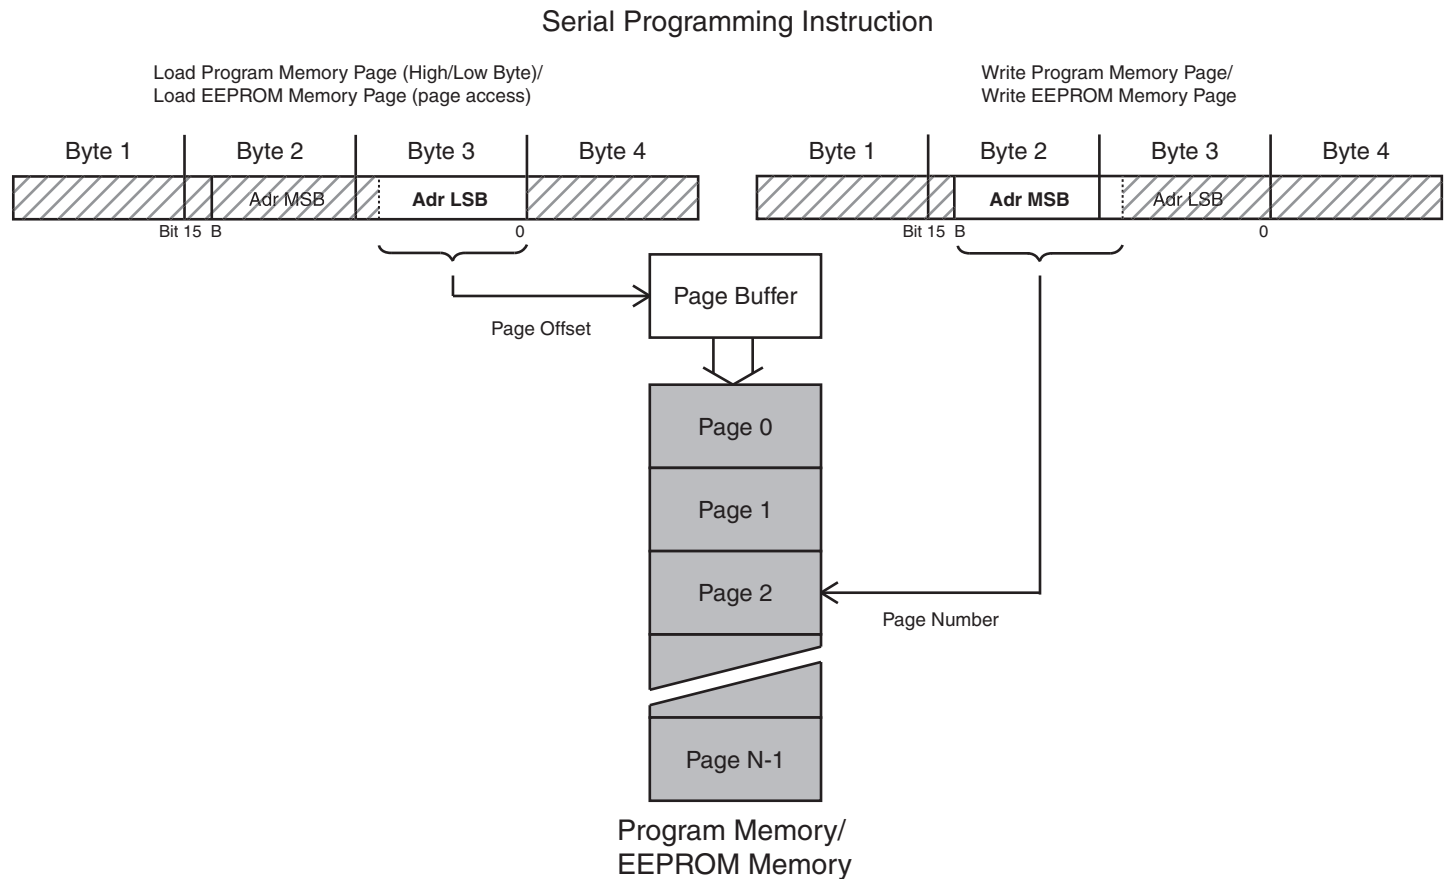 Serial Programming Instruction
Load Program Memory Page (High/Low Byte)/
Load EEPROM Memory Page (page access)
Write Program Memory Page/
Write EEPROM Memory Page
Byte 1 Byte 2 Byte 3 Byte 4
Adr MSB Adr LSB
Bit 15 B 0
Byte 1 Byte 2 Byte 3 Byte 4
Adr MSB Adr LSB
Bit 15 B 0
Page Buffer
Page Offset
Page 0
Page 1
Page 2
Page Number
Page N-1
Program Memory/
EEPROM Memory